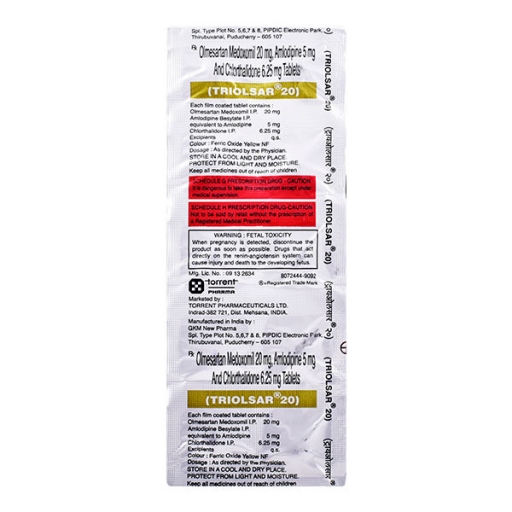 Spl. Type Plot No. 5,6,7 & 8, PIPDIC Electronic Park,
Thirubuvanai, Puducherry – 605 107
Rx Olmesartan Medoxomil 20 mg, Amlodipine 5 mg
And Chlorthalidone 6.25 mg Tablets
(TRIOLSAR® 20)
Each film coated tablet contains :
Olmesartan Medoxomil I.P. 20 mg
Amlodipine Besylate I.P.
equivalent to Amlodipine 5 mg
Chlorthalidone I.P. 6.25 mg
Excipients q.s.
Colour : Ferric Oxide Yellow NF
Dosage : As directed by the Physician.
STORE IN A COOL AND DRY PLACE.
PROTECT FROM LIGHT AND MOISTURE.
Keep all medicines out of reach of children
SCHEDULE G PRESCRIPTION DRUG - CAUTION
It is dangerous to take this preparation except under
medical supervision.
SCHEDULE H PRESCRIPTION DRUG-CAUTION
Not to be sold by retail without the prescription of
a Registered Medical Practitioner.
WARNING : FETAL TOXICITY
When pregnancy is detected, discontinue the
product as soon as possible. Drugs that act
directly on the renin-angiotensin system can
cause injury and death to the developing fetus.
Mfg. Lic. No. : 09 13 2634 8072444-9092
torrent
PHARMA
®=Registered Trade Mark
Marketed by :
TORRENT PHARMACEUTICALS LTD.
Indrad-382 721, Dist. Mehsana, INDIA.
Manufactured in India by :
GKM New Pharma
Spl. Type Plot No. 5,6,7 & 8, PIPDIC Electronic Park,
Thirubuvanai, Puducherry – 605 107
Rx Olmesartan Medoxomil 20 mg, Amlodipine 5 mg
And Chlorthalidone 6.25 mg Tablets
(TRIOLSAR® 20)
Each film coated tablet contains :
Olmesartan Medoxomil I.P. 20 mg
Amlodipine Besylate I.P.
equivalent to Amlodipine 5 mg
Chlorthalidone I.P. 6.25 mg
Excipients q.s.
Colour : Ferric Oxide Yellow NF
Dosage : As directed by the Physician.
STORE IN A COOL AND DRY PLACE.
PROTECT FROM LIGHT AND MOISTURE.
Keep all medicines out of reach of children
(TRIOLSAR® 20)
(ट्रायओलसार® २०)
(TRIOLSAR® 20)
(ट्रायओलसार® २०)
(TRIOLSAR® 20)
(ट्रायओलसार